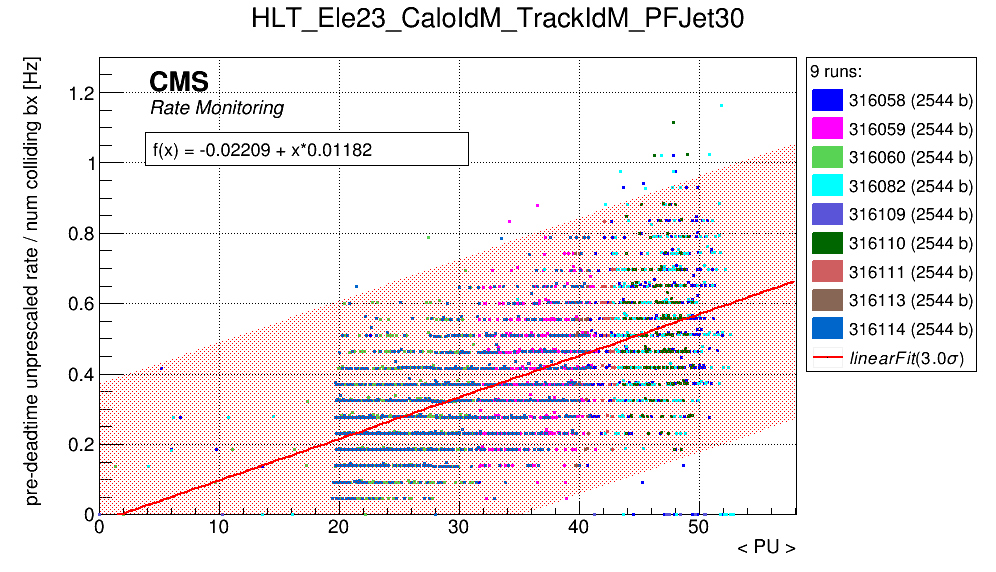 HLT_Ele23_CaloIdM_TrackIdM_PFJet30
pre-deadtime unprescaled rate / num colliding bx [Hz]
CMS
Rate Monitoring
f(x) = -0.02209 + x*0.01182
1.2
1
0.8
0.6
0.4
0.2
0
0 10 20 30 40 50
< PU >
9 runs:
316058 (2544 b)
316059 (2544 b)
316060 (2544 b)
316082 (2544 b)
316109 (2544 b)
316110 (2544 b)
316111 (2544 b)
316113 (2544 b)
316114 (2544 b)
linearFit(3.0σ)